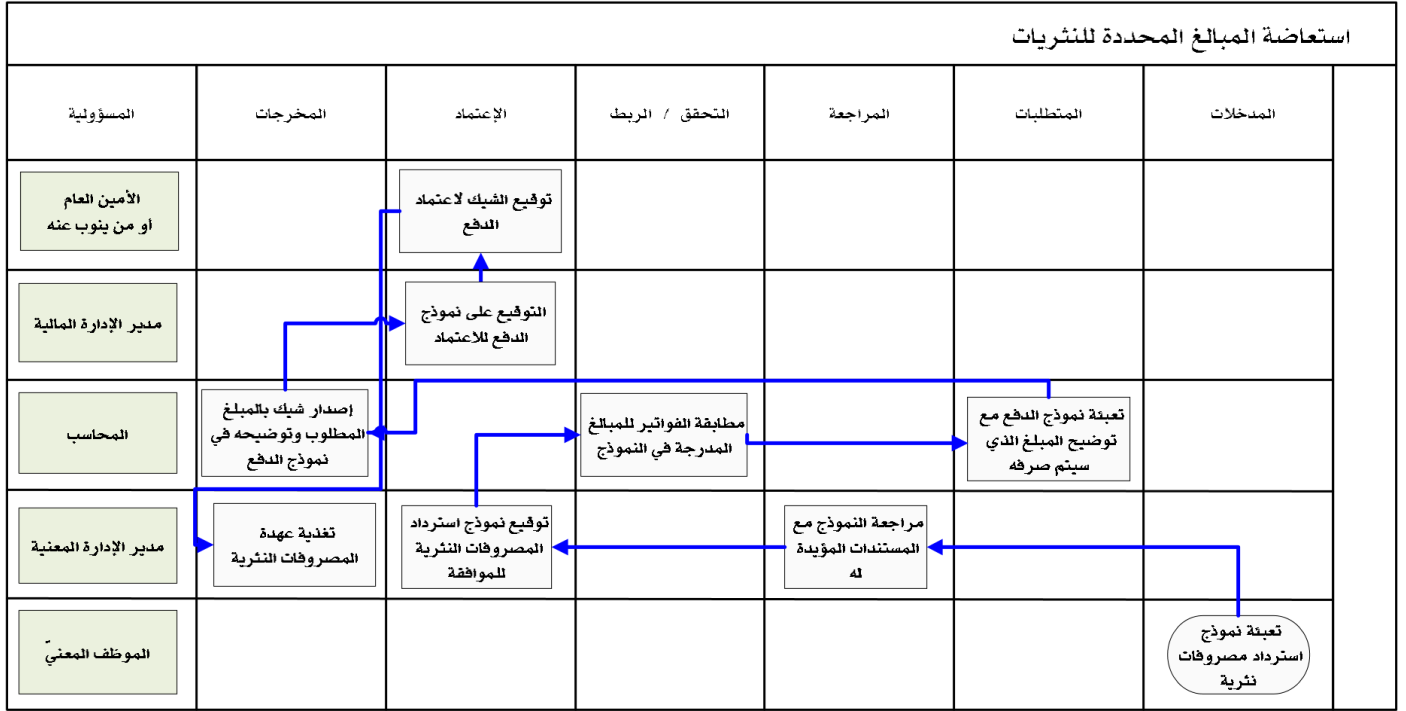 استعاضة المبالغ المحددة للنثريات
المدخلات
المتطلبات
المراجعة
التحقق / الربط
الإعتماد
المخرجات
المسؤولية
توقيع الشيك لاعتماد
الدفع
الأمين العام
أو من ينوب عنه
التوقيع على نموذج
الدفع للاعتماد
مدير الإدارة المالية
تعبئة نموذج الدفع مع
توضيح المبلغ الذي
سيتم صرفه
مطابقة الفواتير للمبالغ
المدرجة في النموذج
إصدار شيك بالمبلغ
المطلوب وتوضيحه في
نموذج الدفع
المحاسب
مراجعة النموذج مع
المستندات المؤيدة
له
توقيع نموذج استرداد
المصروفات النثرية
للموافقة
تغذية عهدة
المصروفات النثرية
مدير الإدارة المعنية
تعبئة نموذج
استرداد مصروفات
نثرية
الموظف المعنيّ